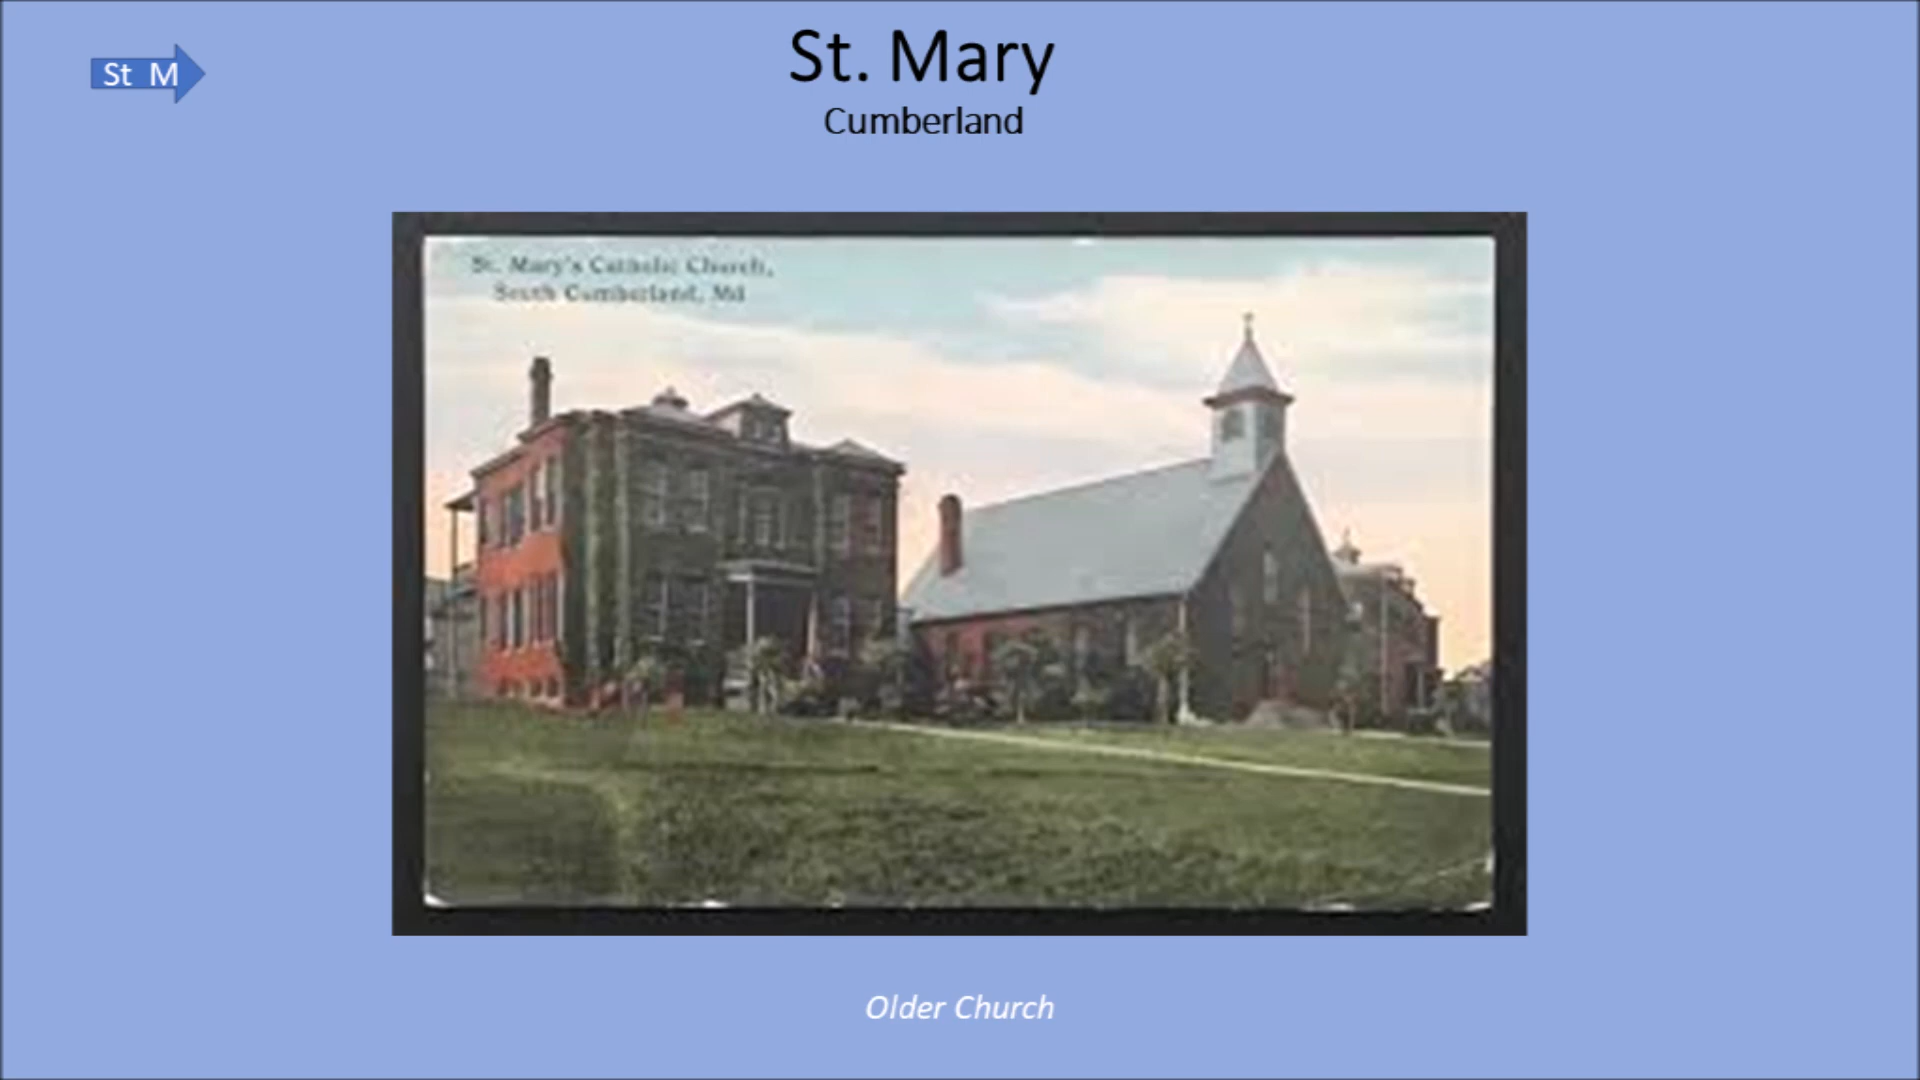 St. Mary
St M
Cumberland
St. Mary's Catholic Church,
South Cumberland, Md
Older Church